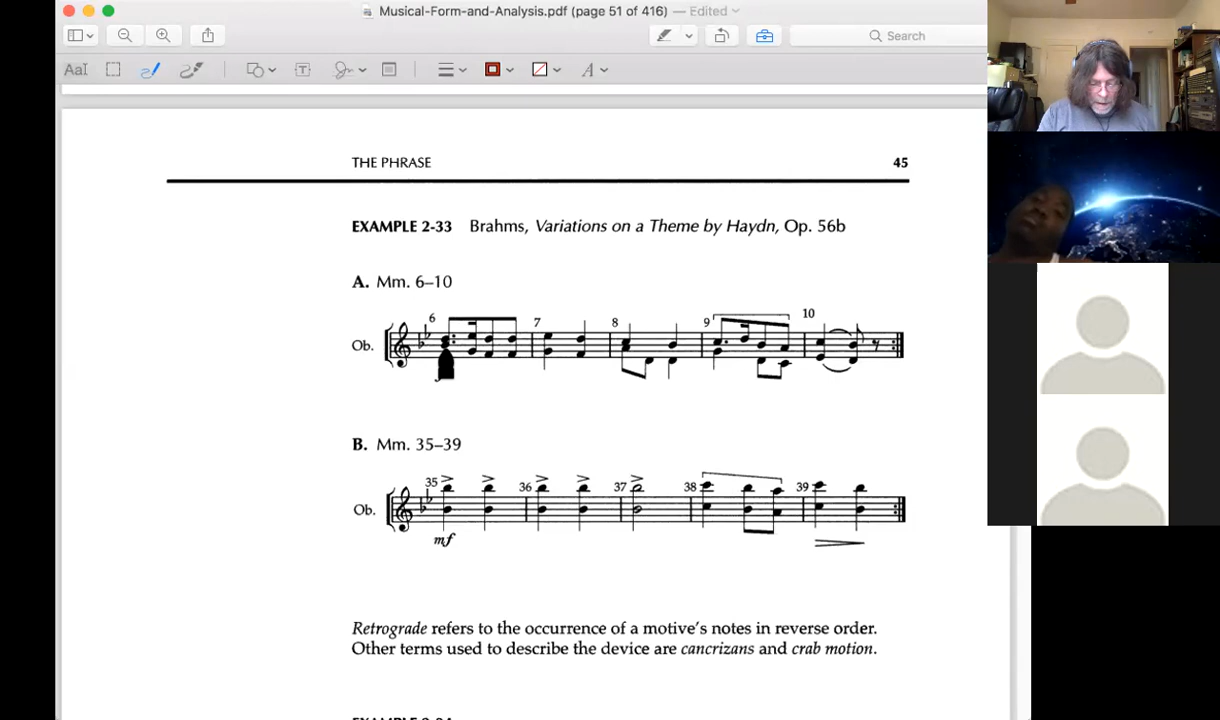 Musical-Form-and-Analysis.pdf (page 51 of 416) — Edited
Search
AaI
A
THE PHRASE 45
EXAMPLE 2-33 Brahms, Variations on a Theme by Haydn, Op. 56b
A. Mm. 6–10
6 7 8 9 10
Ob.
B. Mm. 35–39
35 36 37 38 39
Ob.
mf
Retrograde refers to the occurrence of a motive's notes in reverse order.
Other terms used to describe the device are cancrizans and crab motion.